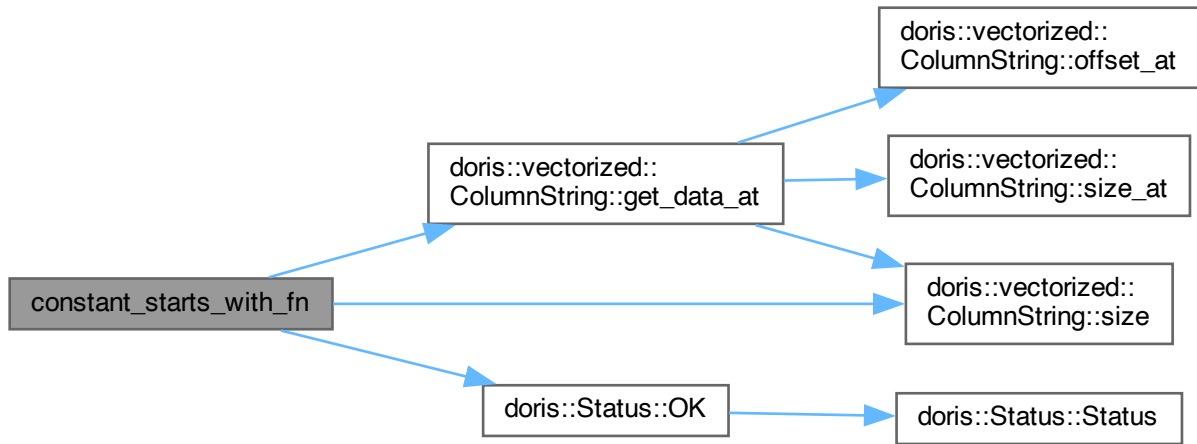 doris::vectorized::
ColumnString::offset_at
doris::vectorized::
ColumnString::get_data_at
doris::vectorized::
ColumnString::size_at
constant_starts_with_fn
doris::vectorized::
ColumnString::size
doris::Status::OK
doris::Status::Status